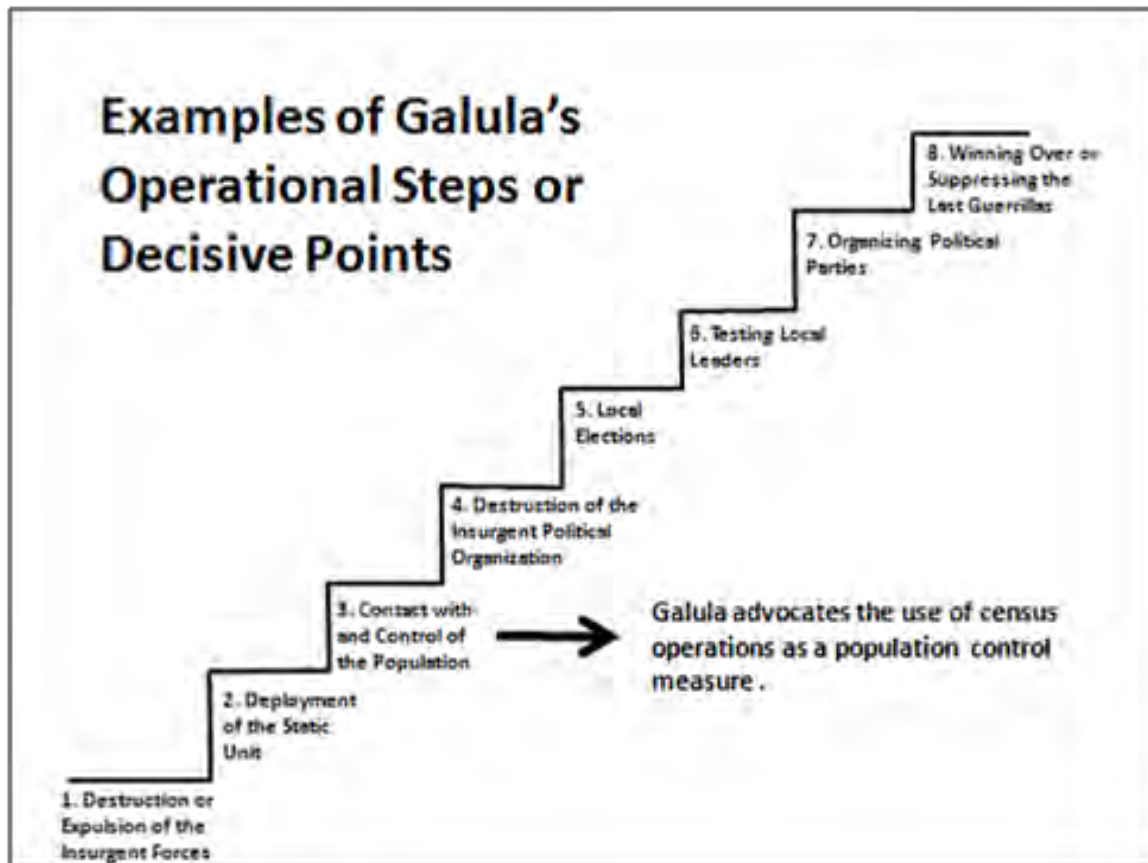 Examples of Galula's
Operational Steps or
Decisive Points
8. Winning Over or
Suppressing the
Last Guerrillas
7. Organizing Political
Parties
6. Testing Local
Leaders
5. Local
Elections
4. Destruction of the
Insurgent Political
Organization
3. Contact with
and Control of
the Population
Galula advocates the use of census
operations as a population control
measure .
2. Deployment
of the Static
Unit
1. Destruction or
Expulsion of the
Insurgent Forces